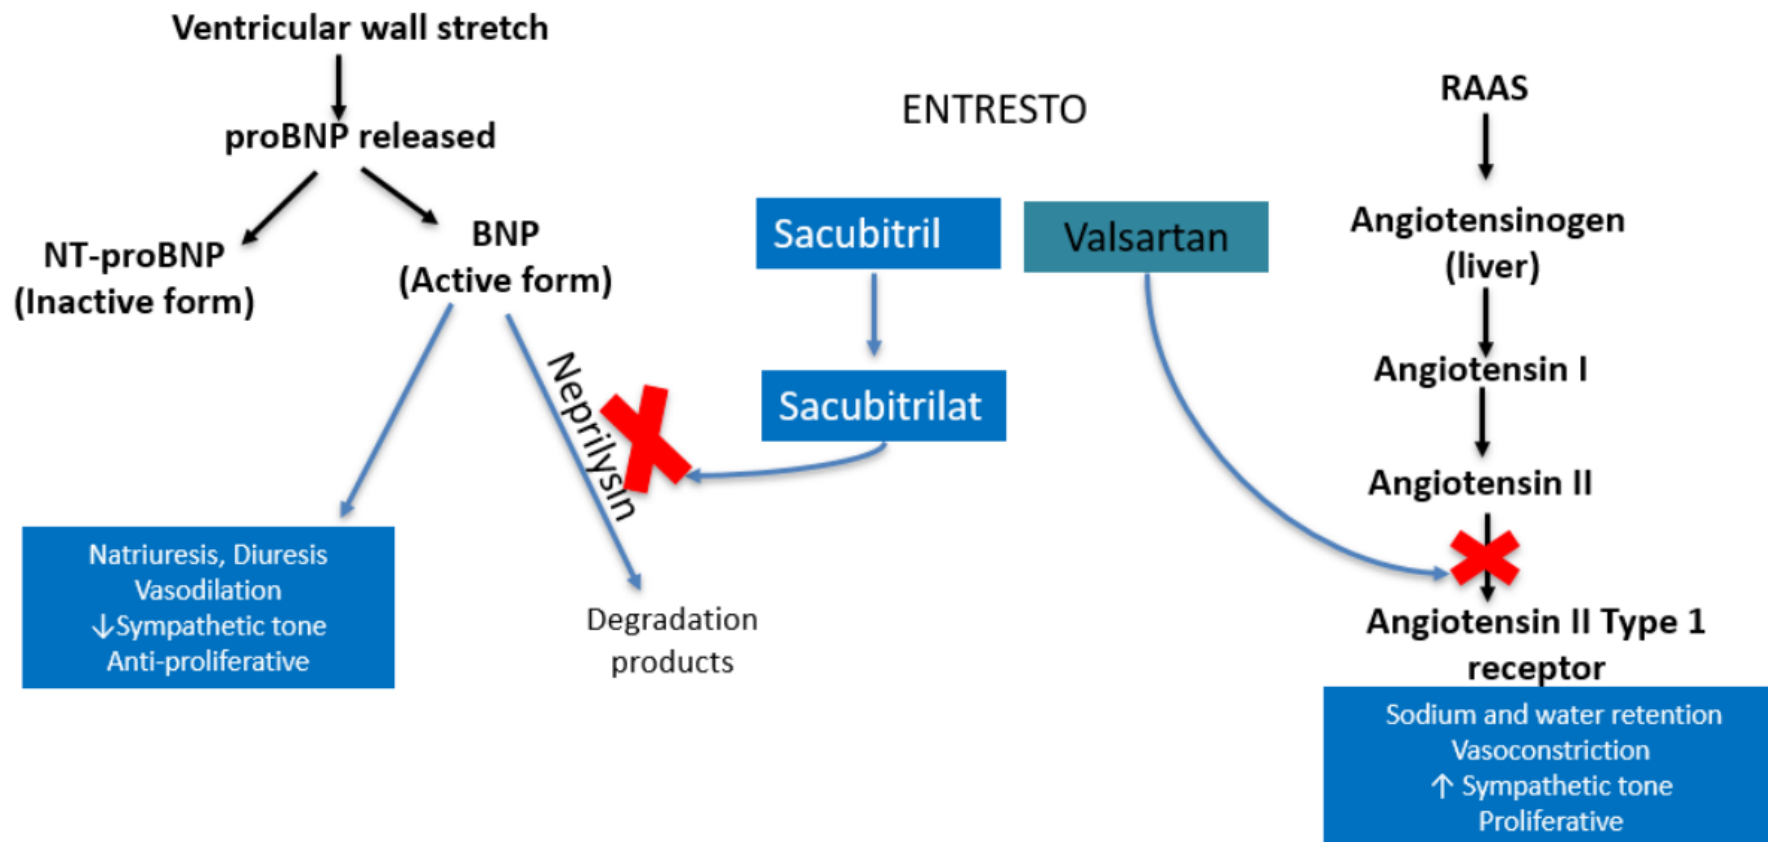 Ventricular wall stretch
proBNP released
NT-proBNP
(Inactive form)
BNP
(Active form)
Neprilysin
Natriuresis, Diuresis
Vasodilation
↓Sympathetic tone
Anti-proliferative
Degradation
products
ENTRESTO
Sacubitril
Valsartan
Sacubitrilat
RAAS
Angiotensinogen
(liver)
Angiotensin I
Angiotensin II
Angiotensin II Type 1
receptor
Sodium and water retention
Vasoconstriction
↑ Sympathetic tone
Proliferative